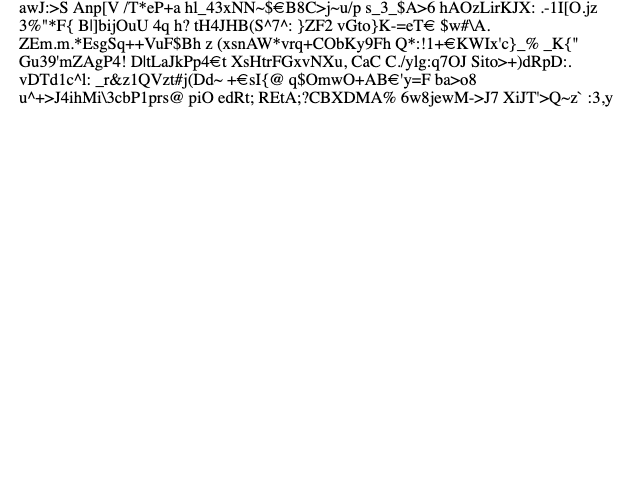 awJ:>S Anp[V /T*eP+a hl_43xNN~$€B8C>j~u/p s_3_$A>6 hAOzLirKJX: .-1I[O.jz
3%"*F{ Bl]bijOuU 4q h? tH4JHB(S^7^: }ZF2 vGto}K-=eT€ $w#\A.
ZEm.m.*EsgSq++VuF$Bh z (xsnAW*vrq+CObKy9Fh Q*:!1+€KWIx'c}_% _K{"
Gu39'mZAgP4! D!tLaJkPp4€t XsHtrFGxvNXu, CaC C./ylg:q7OJ Sito>+)dRpD:.
vDTd1c^l: _r&z1QVzt#j(Dd~ +€sI{@ q$OmwO+AB€'y=F ba>o8
u^+>J4ihMi\3cbP1prs@ piO edRt; REtA;?CBXDMA% 6w8jewM->J7 XiJT'>Q~z` :3,y